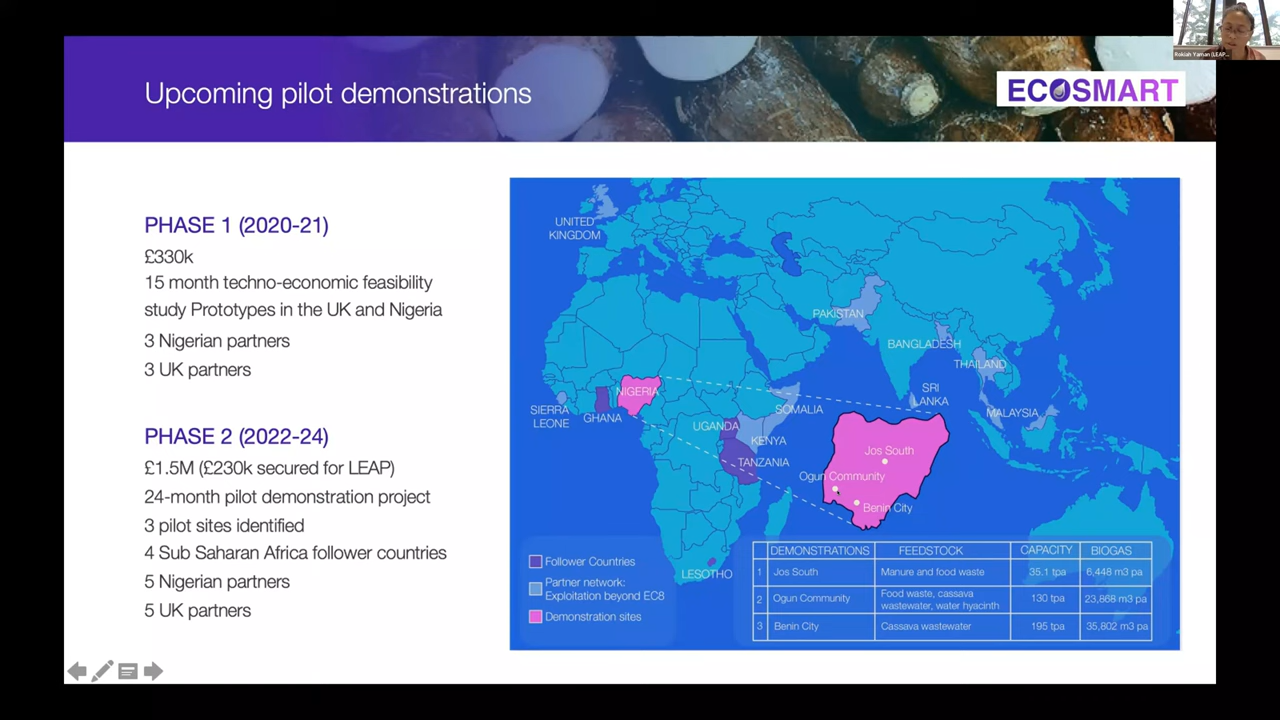 Upcoming pilot demonstrations
ECOSMART
Rokiah Yaman (LEAP...
PHASE 1 (2020-21)
£330k
15 month techno-economic feasibility
study Prototypes in the UK and Nigeria
3 Nigerian partners
3 UK partners
PHASE 2 (2022-24)
£1.5M (£230k secured for LEAP)
24-month pilot demonstration project
3 pilot sites identified
4 Sub Saharan Africa follower countries
5 Nigerian partners
5 UK partners
UNITED
KINGDOM
PAKISTAN
BANGLADESH
THAILAND
SRI
LANKA
MALAYSIA
NIGERIA
SIERRA
LEONE
GHANA
SOMALIA
UGANDA
KENYA
TANZANIA
LESOTHO
Jos South
Ogun Community
Benin City
Follower Countries
Partner network:
Exploitation beyond EC8
Demonstration sites
DEMONSTRATIONS FEEDSTOCK CAPACITY BIOGAS
1 Jos South Manure and food waste 35.1 tpa 6,448 m3 pa
2 Ogun Community Food waste, cassava wastewater, water hyacinth 130 tpa 23,868 m3 pa
3 Benin City Cassava wastewater 195 tpa 35,802 m3 pa